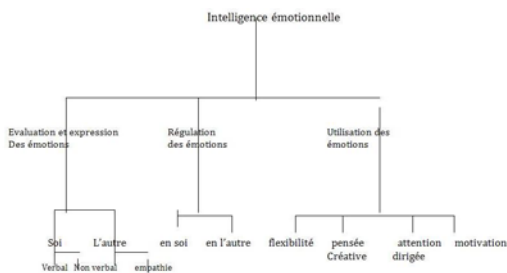 Intelligence émotionnelle
Evaluation et expression
Des émotions
Régulation
des émotions
Utilisation des
émotions
Soi
L'autre
en soi
en l'autre
flexibilité
pensée
Créative
attention
dirigée
motivation
Verbal
Non verbal
empathie